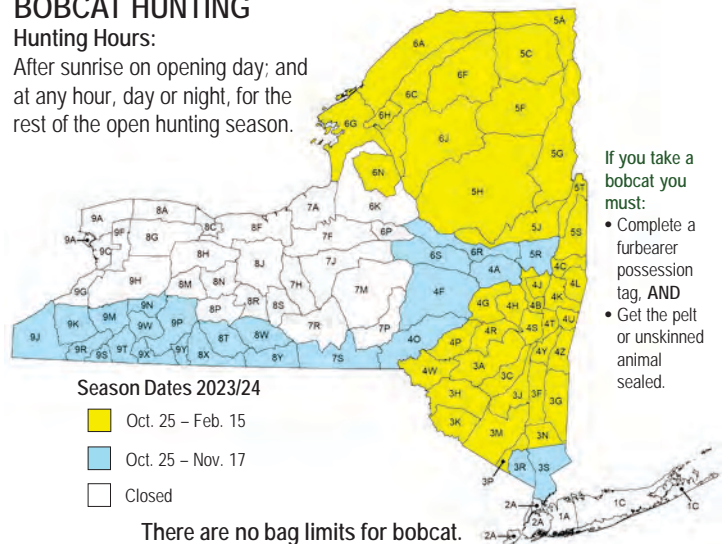 BOBCAT HUNTING
Hunting Hours:
After sunrise on opening day; and
at any hour, day or night, for the
rest of the open hunting season.
5A
6A
5C
6F
6C
5F
6G
6H
6J
5G
6N
5H
5T
If you take a
bobcat you
must:
• Complete a
furbearer
possession
tag, AND
• Get the pelt
or unskinned
animal
sealed.
9A
8A
7A
6K
5J
5S
9A
9F
8C
8F
7F
6P
9C
8G
6S
6R
5R
8H
8J
7J
4A
4C
9G
9H
8M
8N
7H
7M
4F
4J
4L
9N
8P
8R
8S
4G
4H
4B
4K
9J
9K
9M
9W
9P
8T
8W
7R
7P
4O
4P
4R
4S
4T
4U
9R
9S
9T
9X
9Y
8X
8Y
7S
4W
3A
4Y
4Z
3C
3H
3J
3F
3G
3K
3M
3N
3P
3R
3S
2A
2A
2A
1A
1C
1C
Season Dates 2023/24
Oct. 25 – Feb. 15
Oct. 25 – Nov. 17
Closed
There are no bag limits for bobcat.